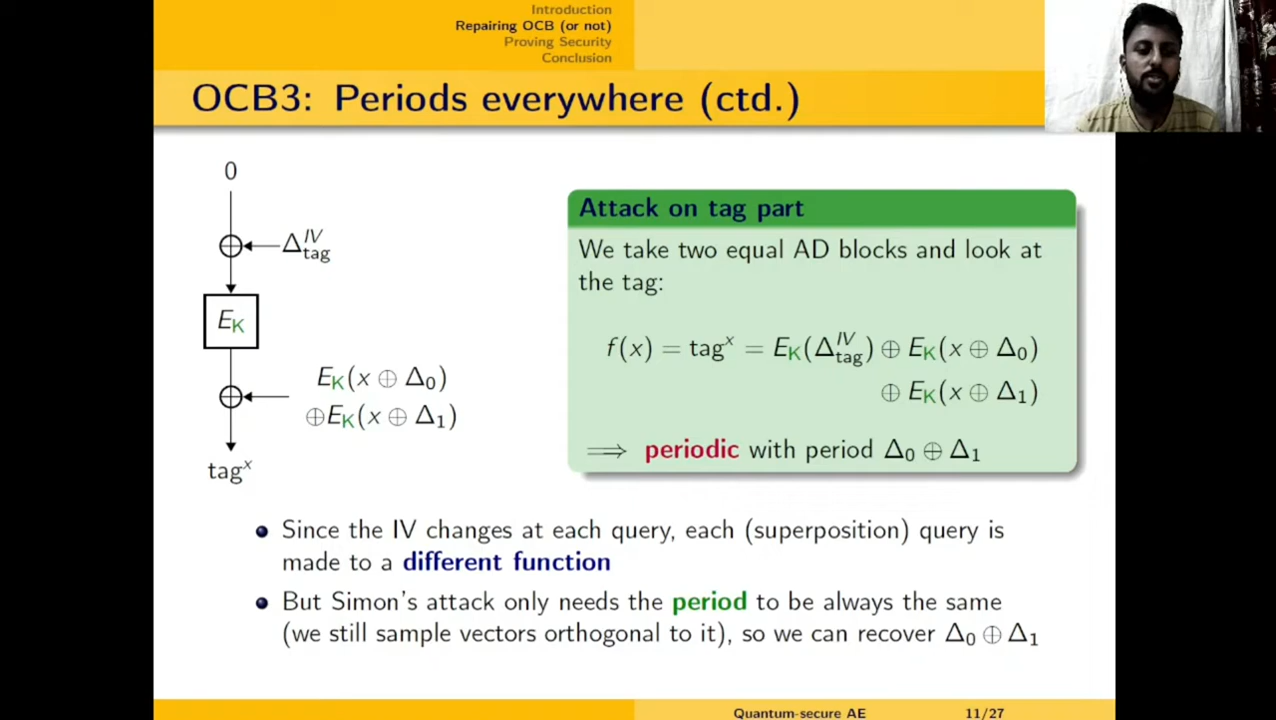 Introduction
Repairing OCB (or not)
Proving Security
Conclusion
OCB3: Periods everywhere (ctd.)
0
⊕ ← Δ^{IV}_{tag}
E_K
E_K(x ⊕ Δ_0)
⊕E_K(x ⊕ Δ_1)
tag^x
Attack on tag part
We take two equal AD blocks and look at
the tag:
f(x) = tag^x = E_K(Δ^{IV}_{tag}) ⊕ E_K(x ⊕ Δ_0)
⊕ E_K(x ⊕ Δ_1)
⟹ periodic with period Δ_0 ⊕ Δ_1
• Since the IV changes at each query, each (superposition) query is
made to a different function
• But Simon's attack only needs the period to be always the same
(we still sample vectors orthogonal to it), so we can recover Δ_0 ⊕ Δ_1
Quantum-secure AE 11/27